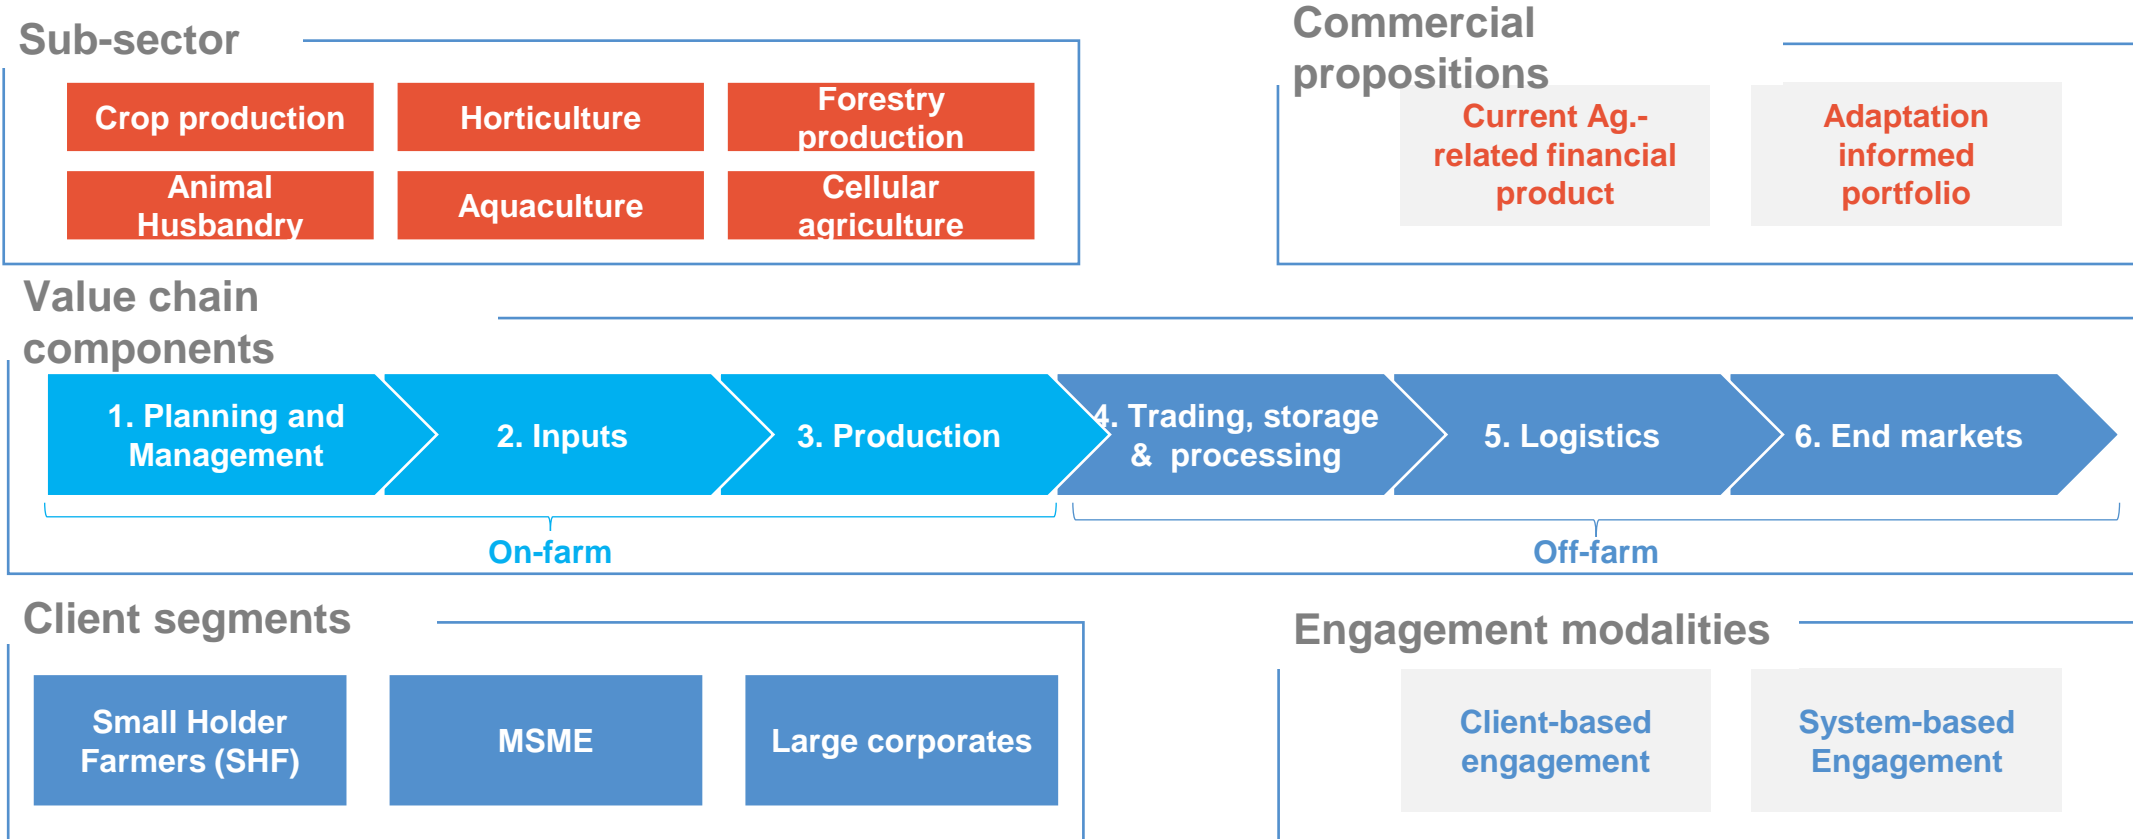 Sub-sector
Crop production
Horticulture
Forestry
production
Animal
Husbandry
Aquaculture
Cellular
agriculture
Commercial
propositions
Current Ag.-
related financial
product
Adaptation
informed
portfolio
Value chain
components
1. Planning and
Management
2. Inputs
3. Production
4. Trading, storage
& processing
5. Logistics
6. End markets
On-farm
Off-farm
Client segments
Small Holder
Farmers (SHF)
MSME
Large corporates
Engagement modalities
Client-based
engagement
System-based
Engagement